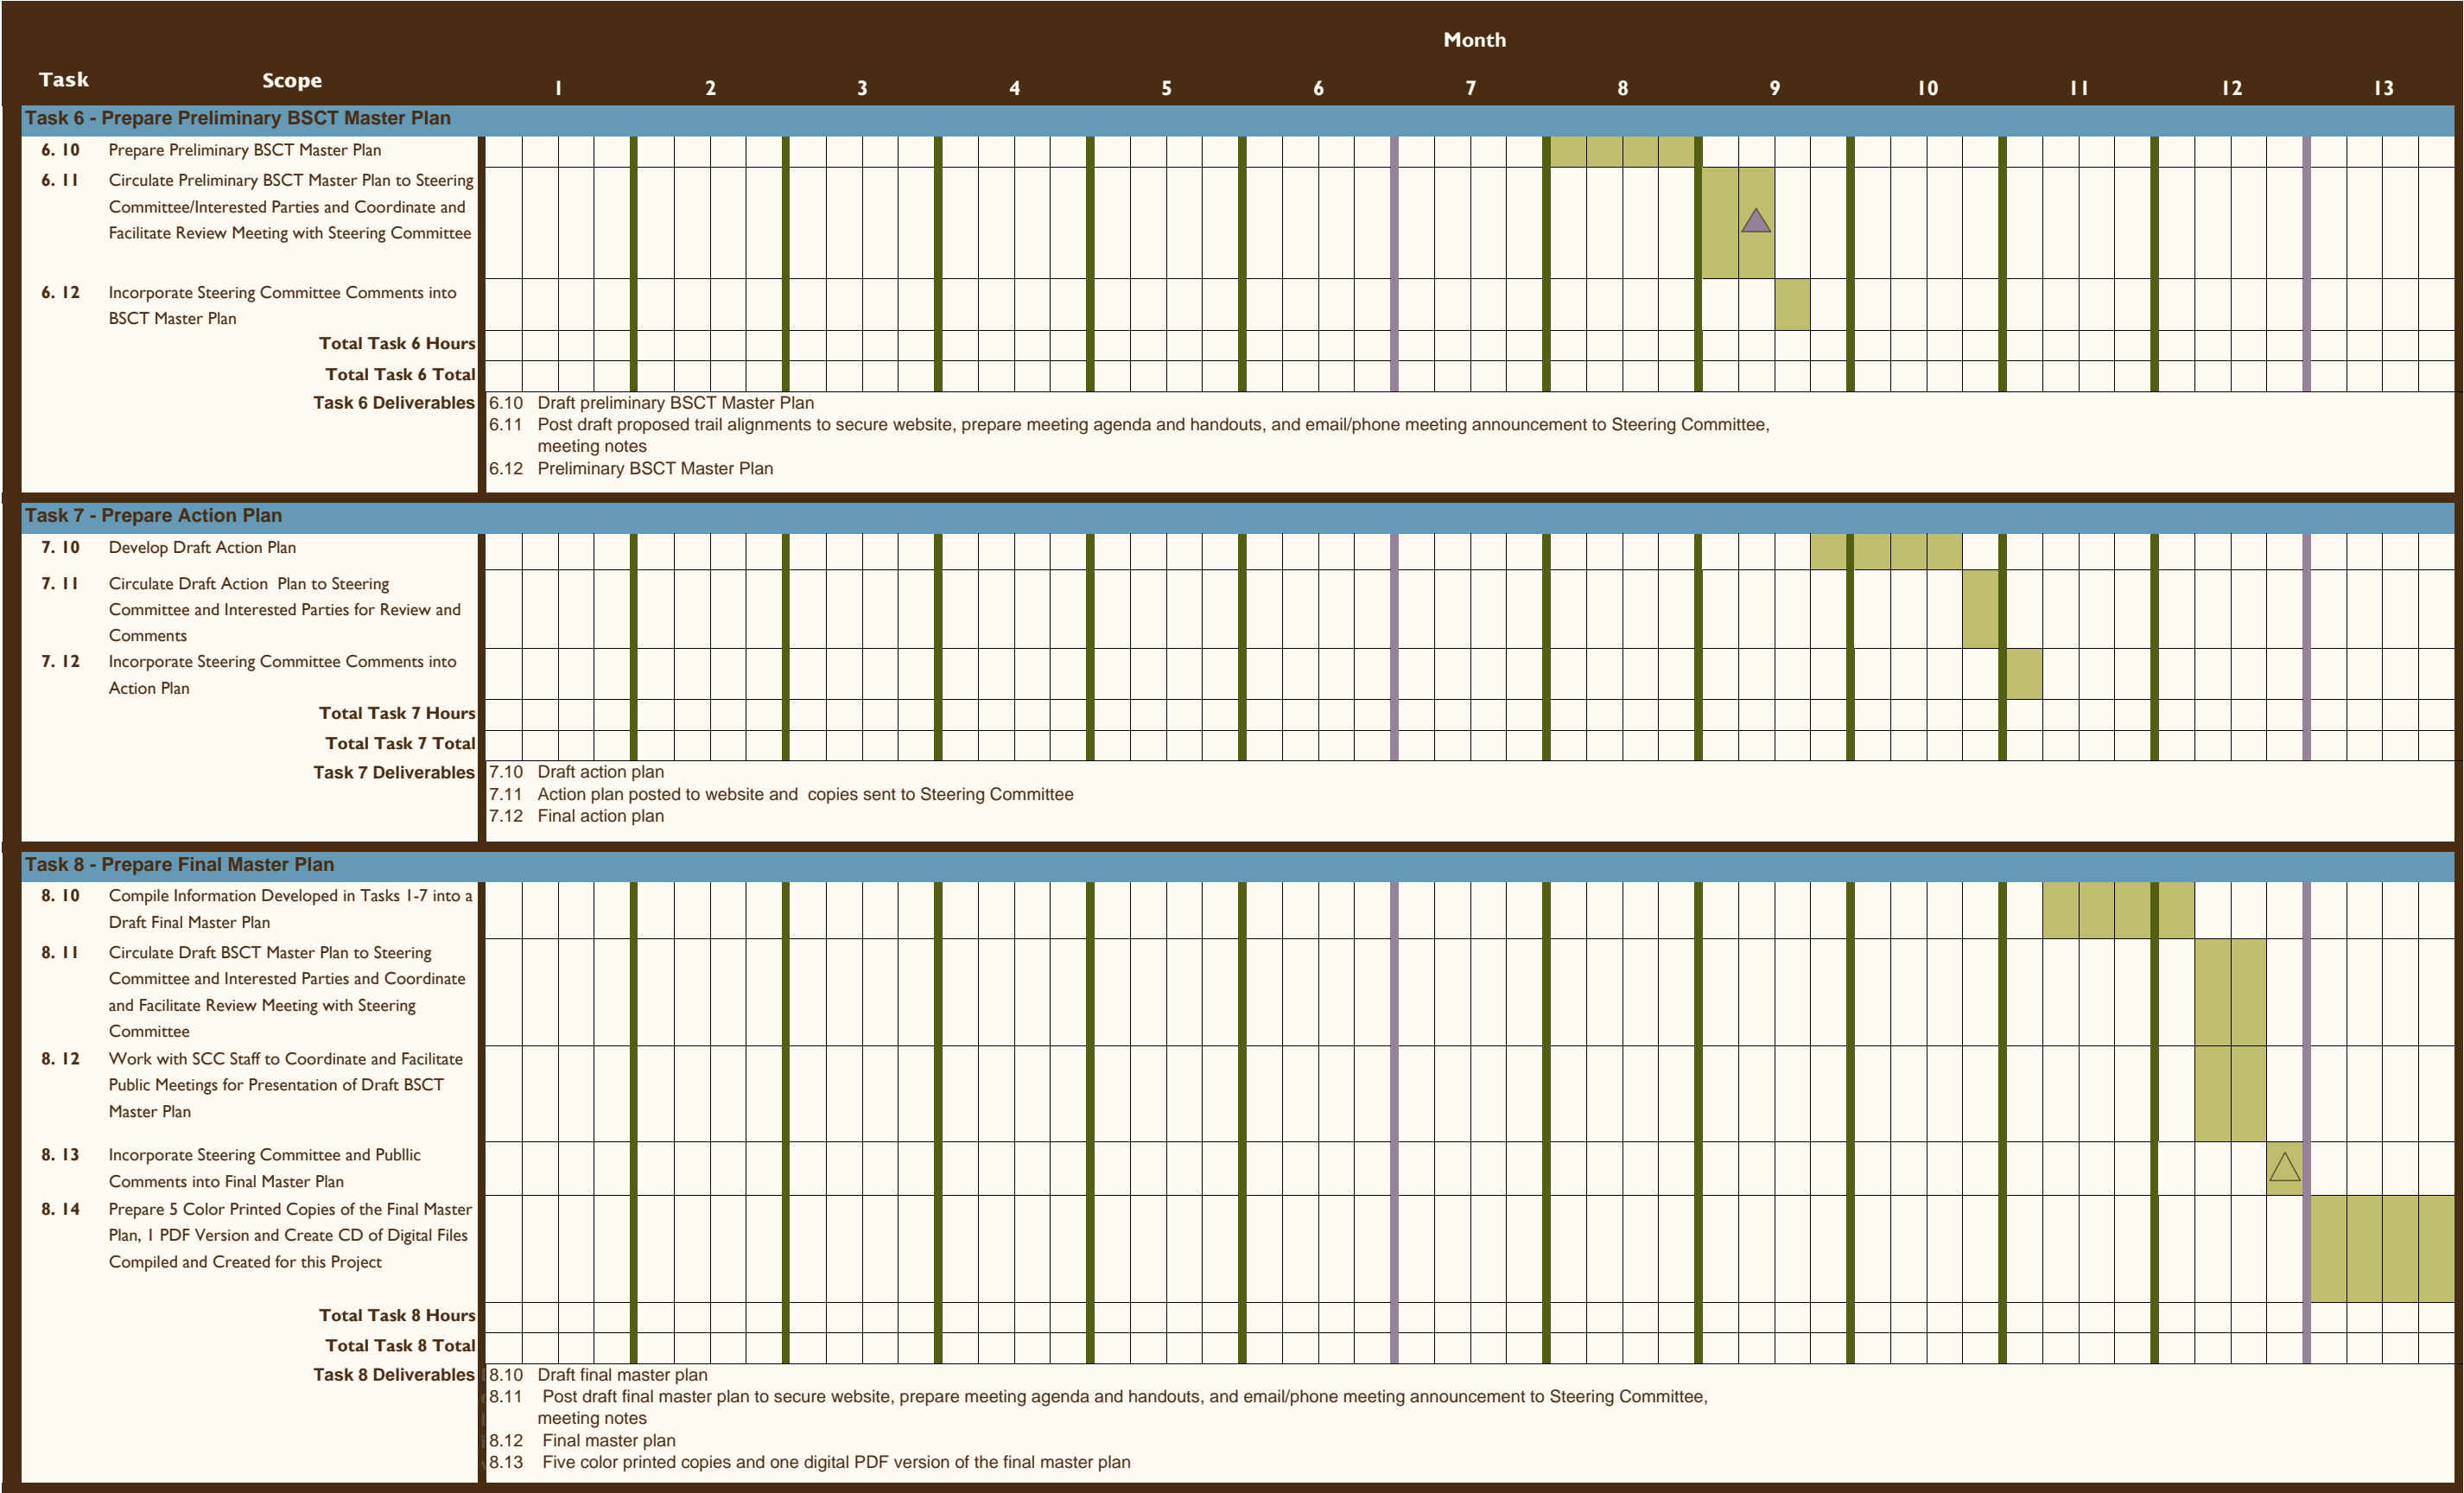 Month
Task Scope 1 2 3 4 5 6 7 8 9 10 11 12 13
Task 6 - Prepare Preliminary BSCT Master Plan
6. 10 Prepare Preliminary BSCT Master Plan
6. 11 Circulate Preliminary BSCT Master Plan to Steering
Committee/Interested Parties and Coordinate and
Facilitate Review Meeting with Steering Committee
6. 12 Incorporate Steering Committee Comments into
BSCT Master Plan
Total Task 6 Hours
Total Task 6 Total
Task 6 Deliverables 6.10 Draft preliminary BSCT Master Plan
6.11 Post draft proposed trail alignments to secure website, prepare meeting agenda and handouts, and email/phone meeting announcement to Steering Committee,
meeting notes
6.12 Preliminary BSCT Master Plan
Task 7 - Prepare Action Plan
7. 10 Develop Draft Action Plan
7. 11 Circulate Draft Action Plan to Steering
Committee and Interested Parties for Review and
Comments
7. 12 Incorporate Steering Committee Comments into
Action Plan
Total Task 7 Hours
Total Task 7 Total
Task 7 Deliverables 7.10 Draft action plan
7.11 Action plan posted to website and copies sent to Steering Committee
7.12 Final action plan
Task 8 - Prepare Final Master Plan
8. 10 Compile Information Developed in Tasks 1-7 into a
Draft Final Master Plan
8. 11 Circulate Draft BSCT Master Plan to Steering
Committee and Interested Parties and Coordinate
and Facilitate Review Meeting with Steering
Committee
8. 12 Work with SCC Staff to Coordinate and Facilitate
Public Meetings for Presentation of Draft BSCT
Master Plan
8. 13 Incorporate Steering Committee and Publlic
Comments into Final Master Plan
8. 14 Prepare 5 Color Printed Copies of the Final Master
Plan, 1 PDF Version and Create CD of Digital Files
Compiled and Created for this Project
Total Task 8 Hours
Total Task 8 Total
Task 8 Deliverables 8.10 Draft final master plan
8.11 Post draft final master plan to secure website, prepare meeting agenda and handouts, and email/phone meeting announcement to Steering Committee,
meeting notes
8.12 Final master plan
8.13 Five color printed copies and one digital PDF version of the final master plan